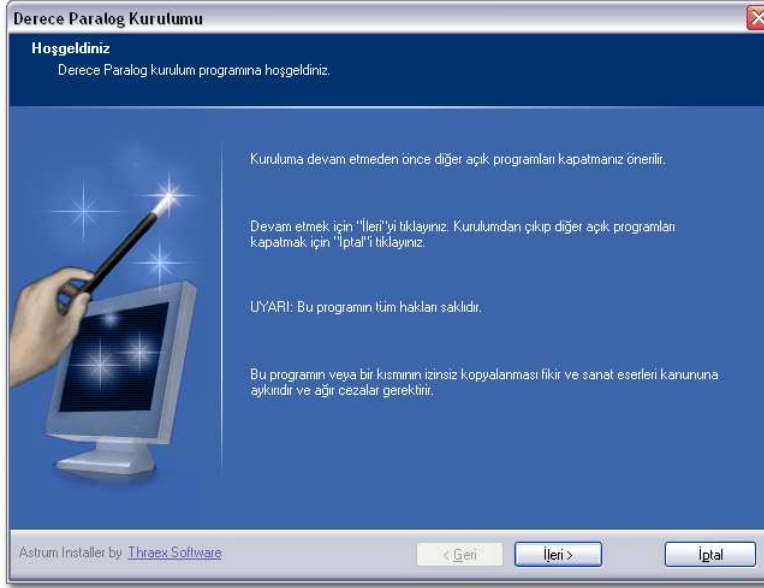 Derece Paralog Kurulumu
Hoşgeldiniz
Derece Paralog kurulum programına hoşgeldiniz.
Kuruluma devam etmeden önce diğer açık programları kapatmanız önerilir.
Devam etmek için "İleri"yi tıklayınız. Kurulumdan çıkıp diğer açık programları
kapatmak için "İptal"i tıklayınız.
UYARI: Bu programın tüm hakları saklıdır.
Bu programın veya bir kısmının izinsiz kopyalanması fikir ve sanat eserleri kanununa
aykırıdır ve ağır cezalar gerektirir.
Astrum Installer by Thraex Software
< Geri
İleri >
İptal